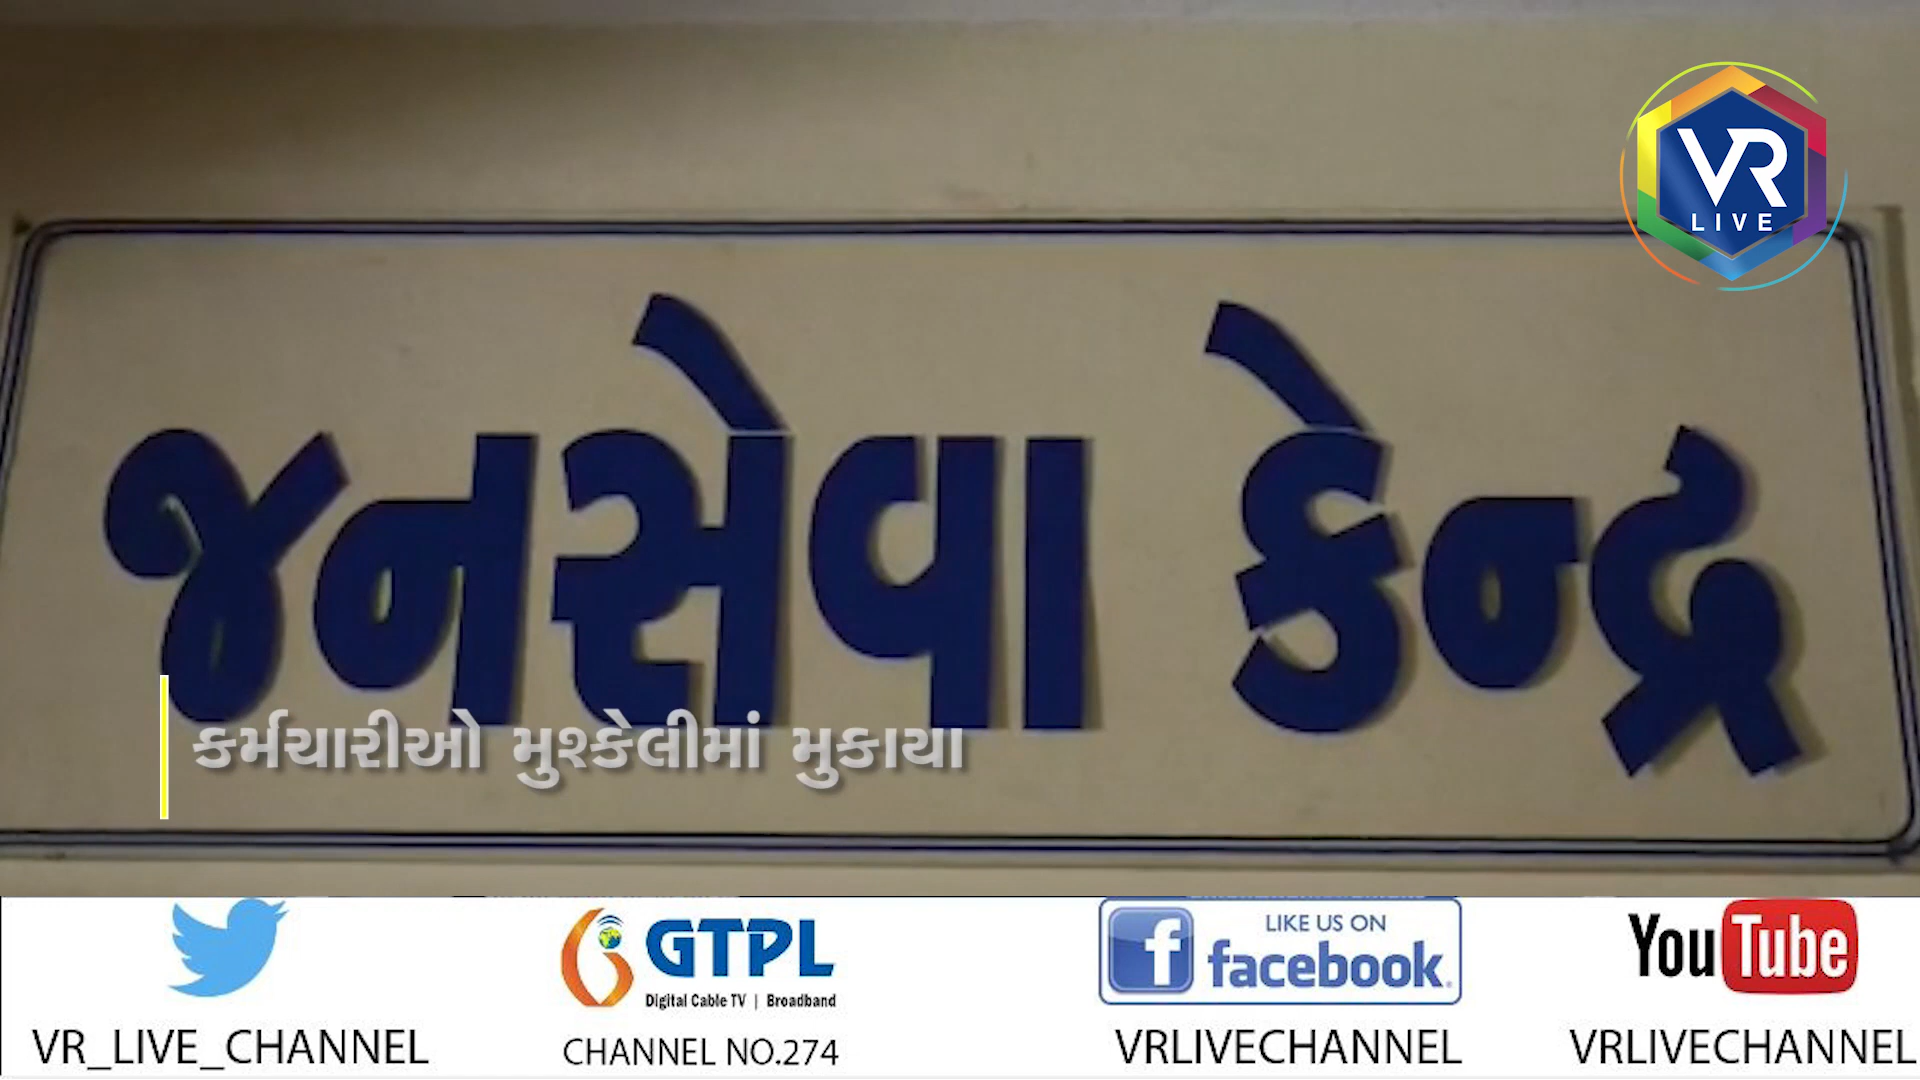 VR
LIVE
જનસેવા કેન્દ્ર
કર્મચારીઓ મુશ્કેલીમાં મુકાયા
GTPL
Digital Cable TV | Broadband
LIKE US ON
f facebook
YouTube
VR_LIVE_CHANNEL
CHANNEL NO.274
VRLIVECHANNEL
VRLIVECHANNEL